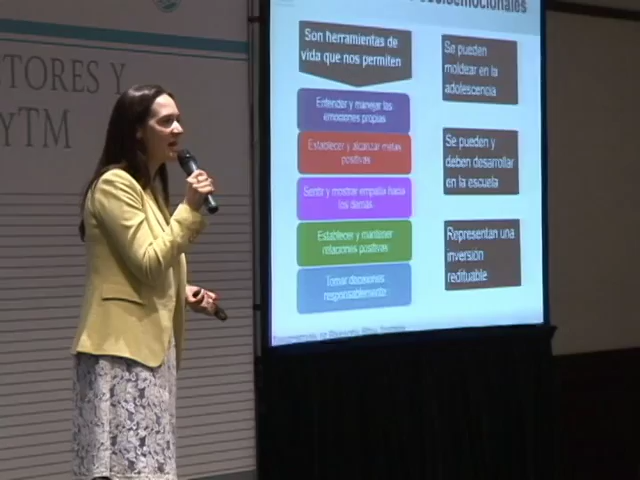 TORES Y
yTM
Son herramientas de
vida que nos permiten
Entender y manejar las
emociones propias
Establecer y alcanzar metas
positivas
Sentir y mostrar empatía hacia
los demás
Establecer y mantener
relaciones positivas
Tomar decisiones
responsablemente
Se pueden
moldear en la
adolescencia
Se pueden y
deben desarrollar
en la escuela
Representan una
inversión
redituable